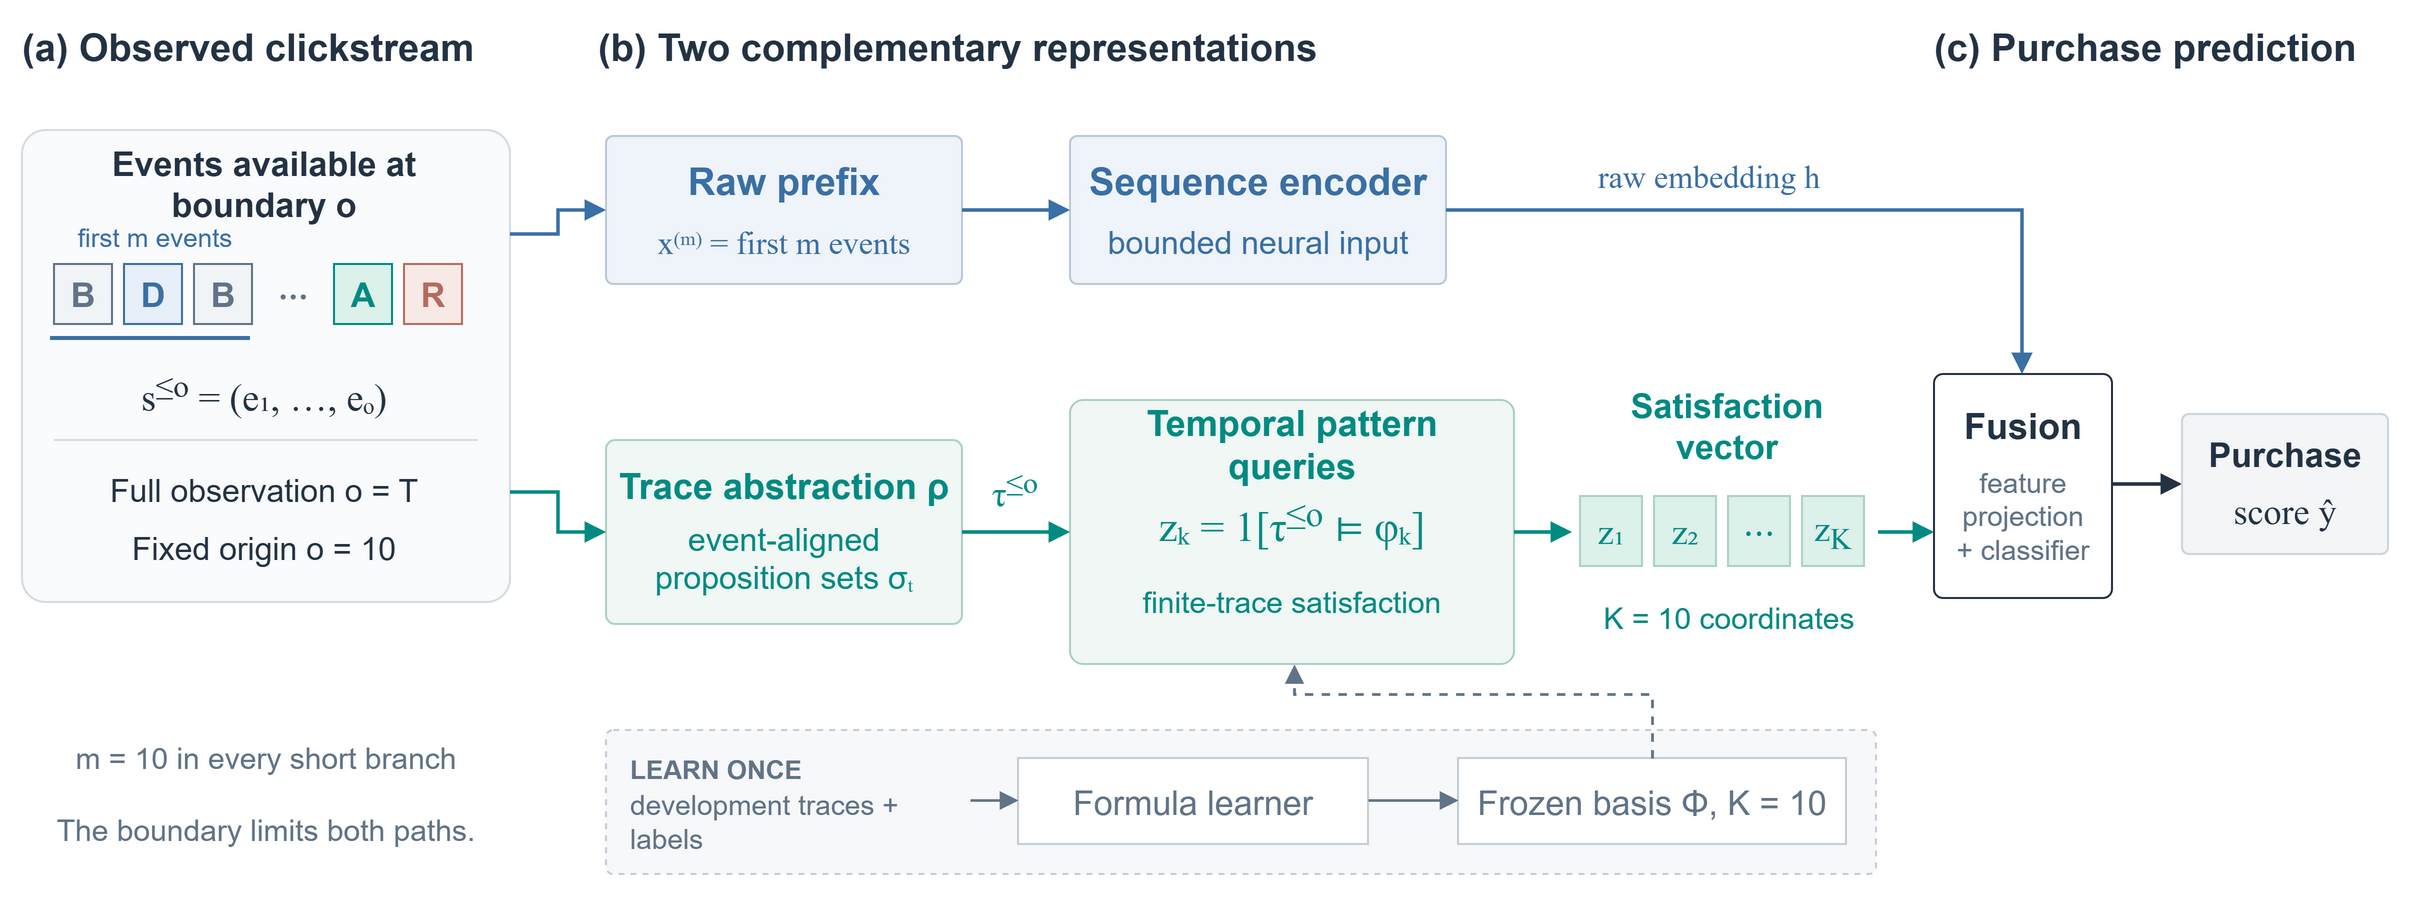 (a) Observed clickstream
(b) Two complementary representations
(c) Purchase prediction
Events available at
boundary o
first m events
B D B ... A R
s≤o = (e₁, …, eₒ)
Full observation o = T
Fixed origin o = 10
m = 10 in every short branch
The boundary limits both paths.
Raw prefix
x⁽ᵐ⁾ = first m events
Sequence encoder
bounded neural input
raw embedding h
Trace abstraction ρ
event-aligned
proposition sets σₜ
τ≤o
Temporal pattern
queries
zₖ = 1[τ≤o ⊨ φₖ]
finite-trace satisfaction
Satisfaction
vector
z₁ z₂ ... z_K
K = 10 coordinates
LEARN ONCE
development traces +
labels
Formula learner
Frozen basis Φ, K = 10
Fusion
feature
projection
+ classifier
Purchase
score ŷ